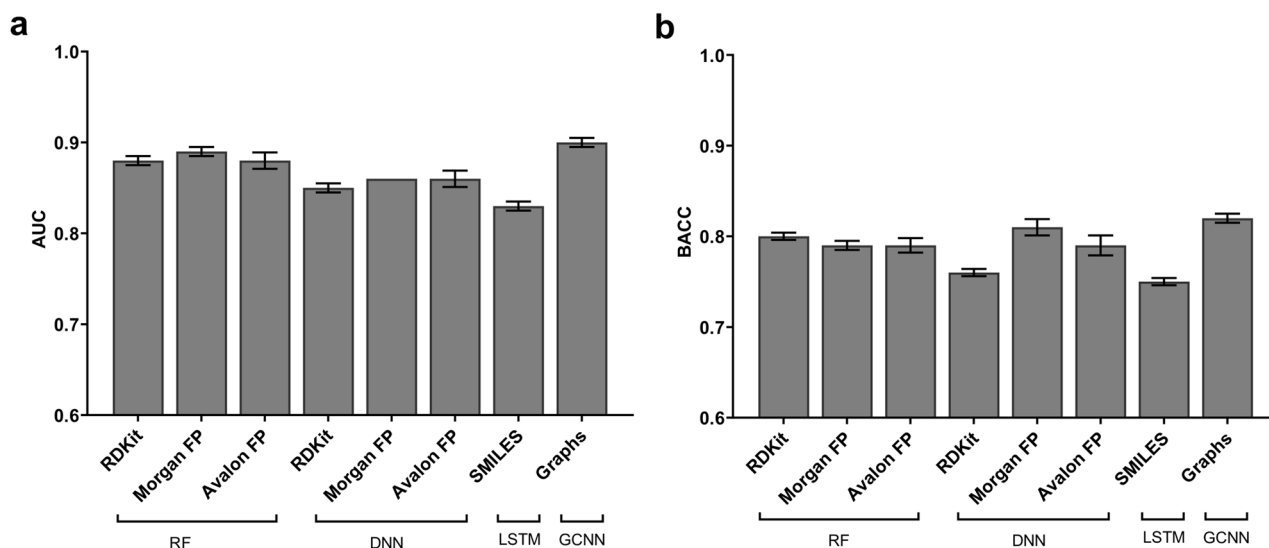 a
AUC
1.0
0.9
0.8
0.7
0.6
RDKit
Morgan FP
Avalon FP
RDKit
Morgan FP
Avalon FP
SMILES
Graphs
RF
DNN
LSTM
GCNN
b
BACC
1.0
0.9
0.8
0.7
0.6
RDKit
Morgan FP
Avalon FP
RDKit
Morgan FP
Avalon FP
SMILES
Graphs
RF
DNN
LSTM
GCNN